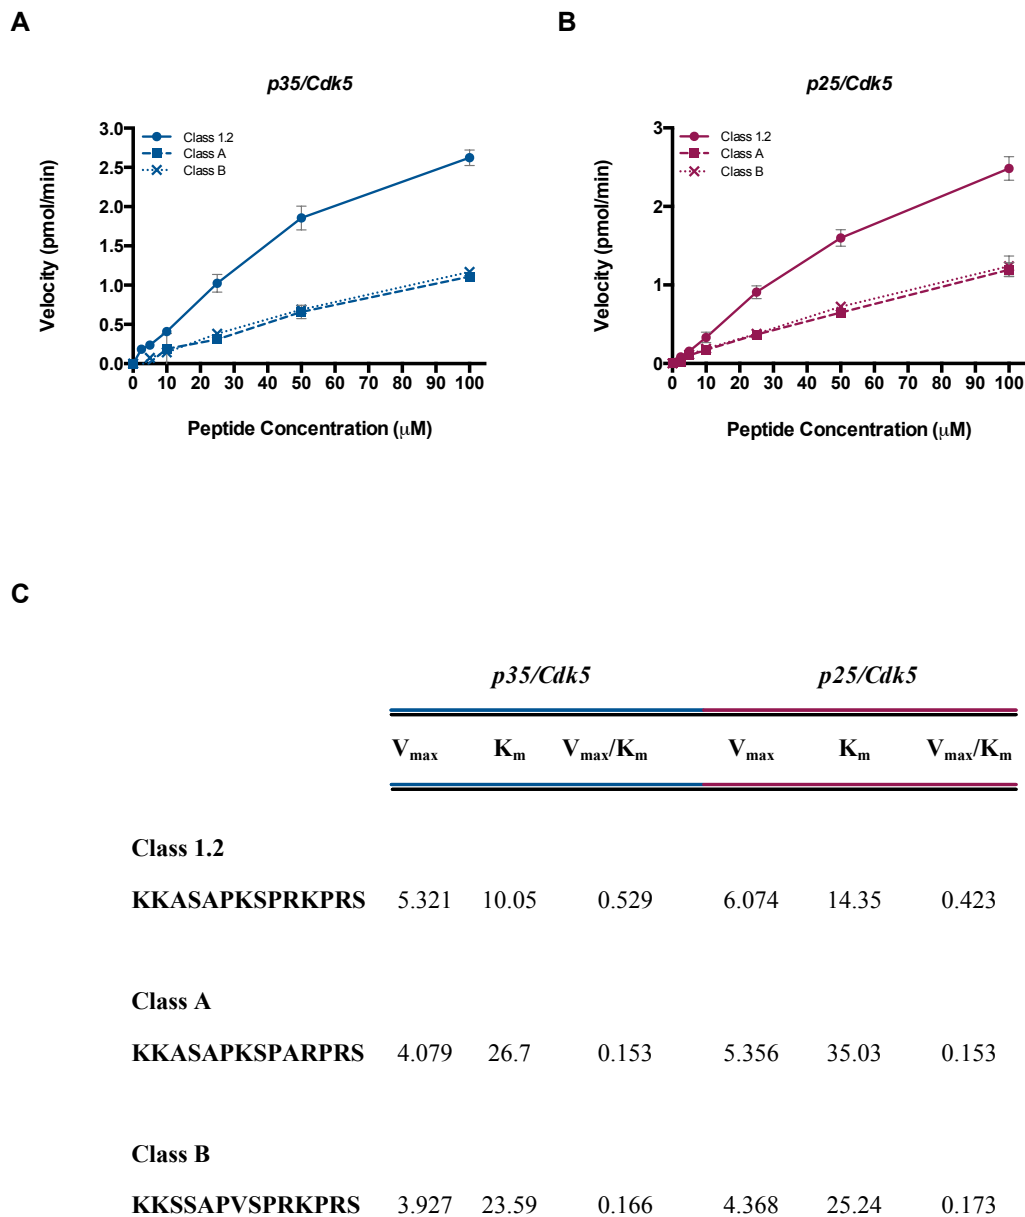 A
B
p35/Cdk5
p25/Cdk5
Class 1.2
Class A
Class B
3.0
2.5
2.0
1.5
1.0
0.5
0.0
Velocity (pmol/min)
0 10 20 30 40 50 60 70 80 90 100
Peptide Concentration (μM)
Class 1.2
Class A
Class B
3
2
1
0
Velocity (pmol/min)
0 10 20 30 40 50 60 70 80 90 100
Peptide Concentration (μM)
C
p35/Cdk5 p25/Cdk5
Vmax Km Vmax/Km Vmax Km Vmax/Km
Class 1.2
KKASAPKSPRKPRS 5.321 10.05 0.529 6.074 14.35 0.423
Class A
KKASAPKSPARPRS 4.079 26.7 0.153 5.356 35.03 0.153
Class B
KKSSAPVSPRKPRS 3.927 23.59 0.166 4.368 25.24 0.173